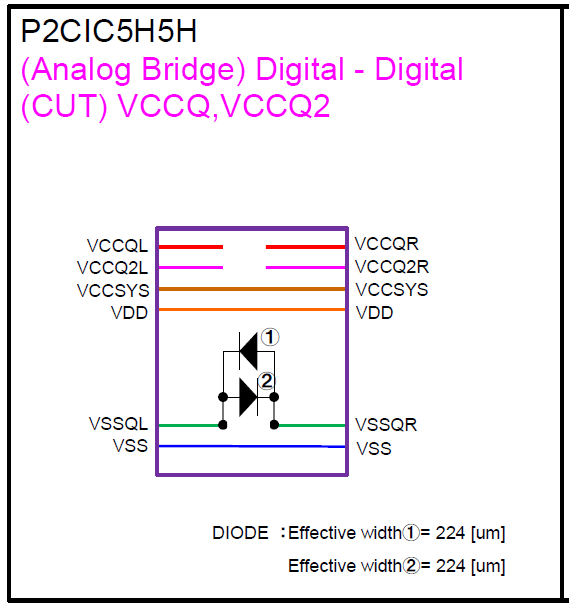 P2CIC5H5H
(Analog Bridge) Digital - Digital
(CUT) VCCQ,VCCQ2
VCCQL VCCQR
VCCQ2L VCCQ2R
VCCSYS VCCSYS
VDD VDD
①
②
VSSQL VSSQR
VSS VSS
DIODE :Effective width①= 224 [um]
Effective width②= 224 [um]